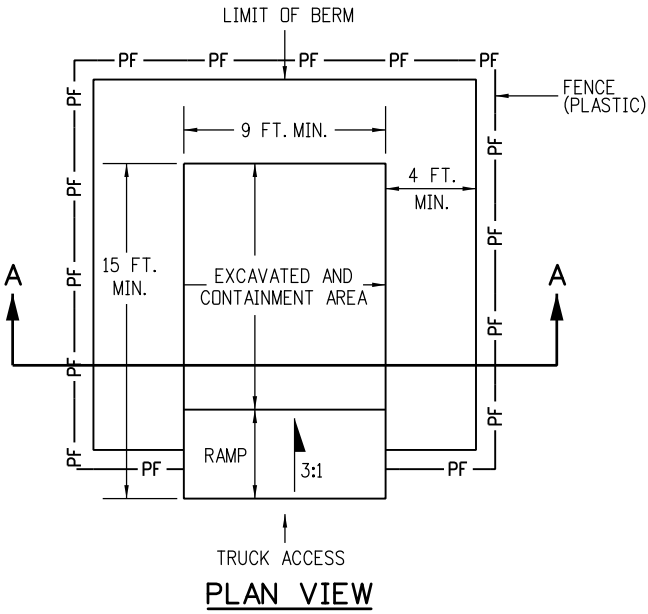 LIMIT OF BERM
PF PF PF PF PF
FENCE
(PLASTIC)
PF
9 FT. MIN.
PF
4 FT.
MIN.
PF
PF
15 FT.
MIN.
A
PF
EXCAVATED AND
CONTAINMENT AREA
PF
A
PF
PF
PF
RAMP
3:1
PF
PF
PF
TRUCK ACCESS
PLAN VIEW